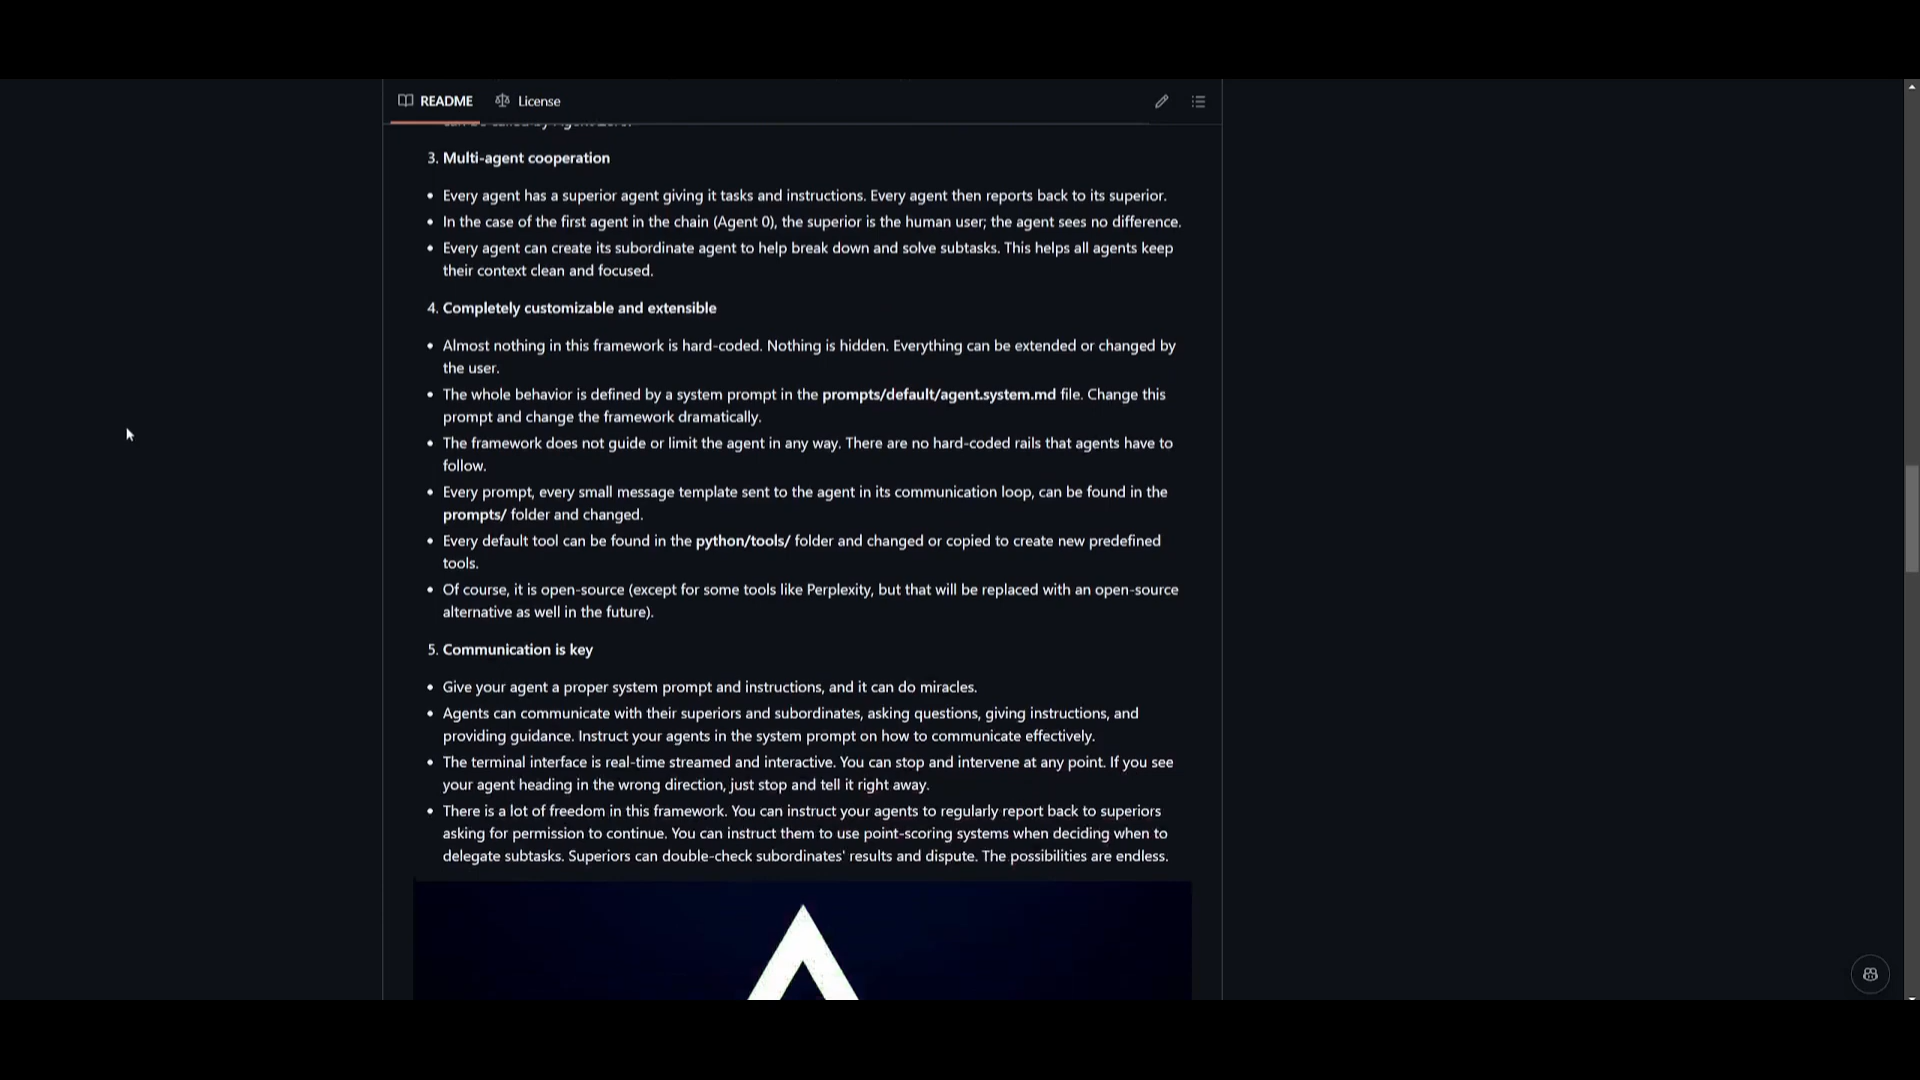 README
License
3. Multi-agent cooperation
• Every agent has a superior agent giving it tasks and instructions. Every agent then reports back to its superior.
• In the case of the first agent in the chain (Agent 0), the superior is the human user; the agent sees no difference.
• Every agent can create its subordinate agent to help break down and solve subtasks. This helps all agents keep
their context clean and focused.
4. Completely customizable and extensible
• Almost nothing in this framework is hard-coded. Nothing is hidden. Everything can be extended or changed by
the user.
• The whole behavior is defined by a system prompt in the prompts/default/agent.system.md file. Change this
prompt and change the framework dramatically.
• The framework does not guide or limit the agent in any way. There are no hard-coded rails that agents have to
follow.
• Every prompt, every small message template sent to the agent in its communication loop, can be found in the
prompts/ folder and changed.
• Every default tool can be found in the python/tools/ folder and changed or copied to create new predefined
tools.
• Of course, it is open-source (except for some tools like Perplexity, but that will be replaced with an open-source
alternative as well in the future).
5. Communication is key
• Give your agent a proper system prompt and instructions, and it can do miracles.
• Agents can communicate with their superiors and subordinates, asking questions, giving instructions, and
providing guidance. Instruct your agents in the system prompt on how to communicate effectively.
• The terminal interface is real-time streamed and interactive. You can stop and intervene at any point. If you see
your agent heading in the wrong direction, just stop and tell it right away.
• There is a lot of freedom in this framework. You can instruct your agents to regularly report back to superiors
asking for permission to continue. You can instruct them to use point-scoring systems when deciding when to
delegate subtasks. Superiors can double-check subordinates' results and dispute. The possibilities are endless.